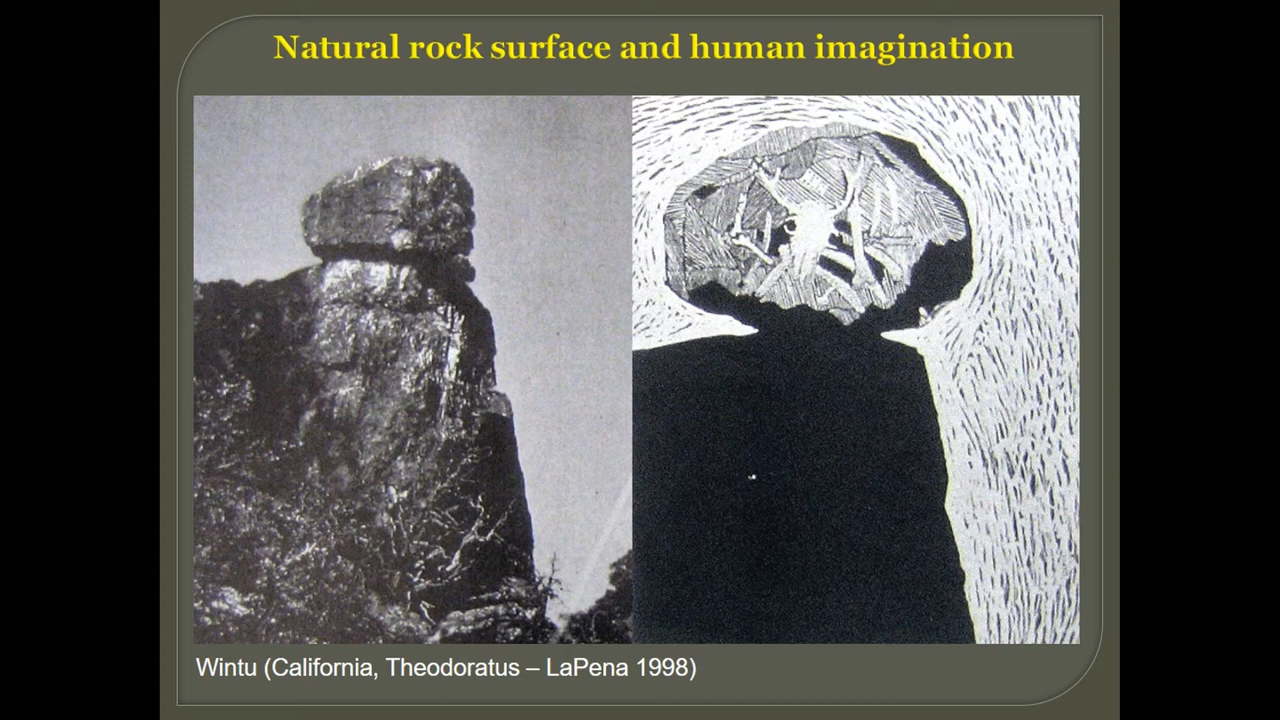 Natural rock surface and human imagination
Wintu (California, Theodoratus – LaPena 1998)